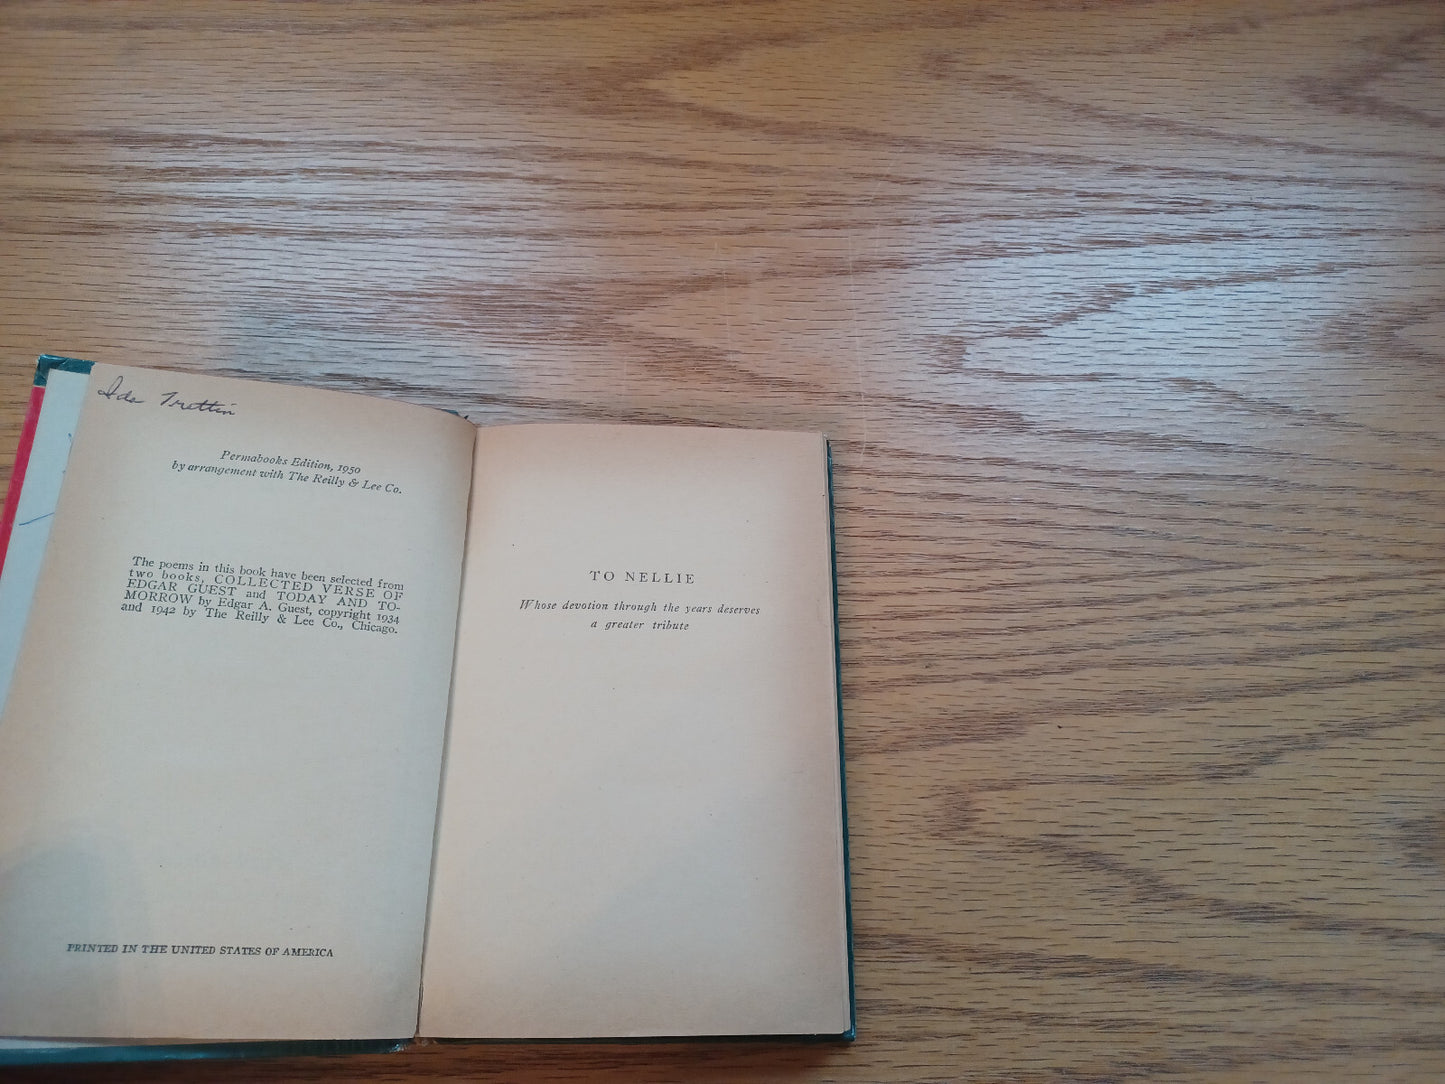 Ida Trettin
Permabooks Edition, 1950
by arrangement with The Reilly & Lee Co.
The poems in this book have been selected from
two books, COLLECTED VERSE OF
EDGAR GUEST and TODAY AND TO-
MORROW by Edgar A. Guest, copyright 1934
and 1942 by The Reilly & Lee Co., Chicago.
PRINTED IN THE UNITED STATES OF AMERICA
TO NELLIE
Whose devotion through the years deserves
a greater tribute